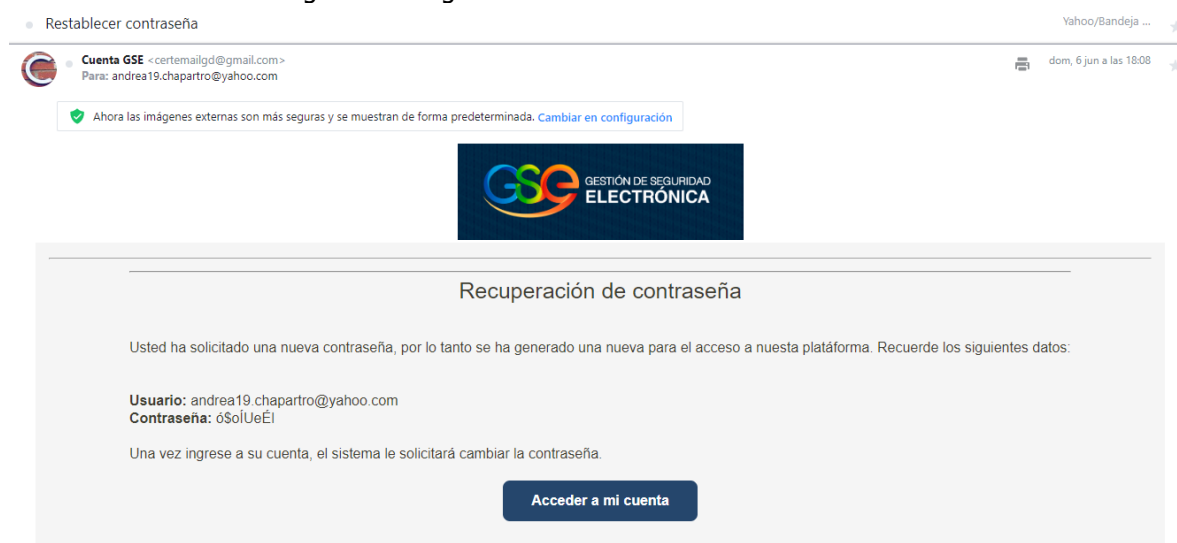 Restablecer contraseña
Yahoo/Bandeja ...
Cuenta GSE <certemailgd@gmail.com>
dom, 6 jun a las 18:08
Para: andrea19.chapartro@yahoo.com
Ahora las imágenes externas son más seguras y se muestran de forma predeterminada. Cambiar en configuración
gse GESTIÓN DE SEGURIDAD
ELECTRÓNICA
Recuperación de contraseña
Usted ha solicitado una nueva contraseña, por lo tanto se ha generado una nueva para el acceso a nuesta platáforma. Recuerde los siguientes datos:
Usuario: andrea19.chapartro@yahoo.com
Contraseña: ó$oÍUeÉl
Una vez ingrese a su cuenta, el sistema le solicitará cambiar la contraseña.
Acceder a mi cuenta